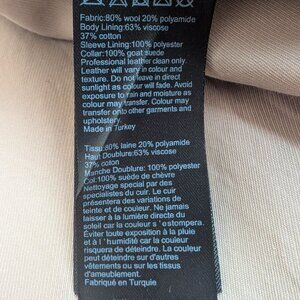 Fabric:80% wool 20% polyamide
Body Lining:63% viscose
37% cotton
Sleeve Lining:100% polyester
Collar:100% goat suede
Professional leather clean only.
Leather will vary in colour and
texture. Do not leave in direct
sunlight as colour will fade. Avoid
exposure to rain and moisture as
colour may transfer. Colour may
transfer onto other garments and
upholstery.
Made in Turkey
Tissu:80% laine 20% polyamide
Haut Doublure:63% viscose
37% cotton
Manche Doublure: 100% polyester
Col:100% suède de chèvre
Nettoyage special par des
specialistes du cuir. Le cuir
présentera des variations de
teinte et de couleur. Ne jamais
laisser à la lumière directe du
soleil car la couleur s'estompera.
Éviter toute exposition à la pluie
et à l'humidité car la couleur
risquera de déteindre. La couleur
peut déteindre sur d'autres
vêtements ou sur les tissus
d'ameublement.
Fabriqué en Turquie